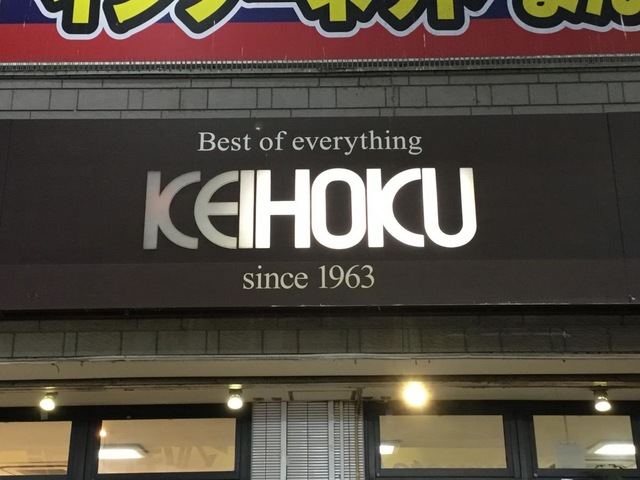 Best of everything
KEIHOKU
since 1963